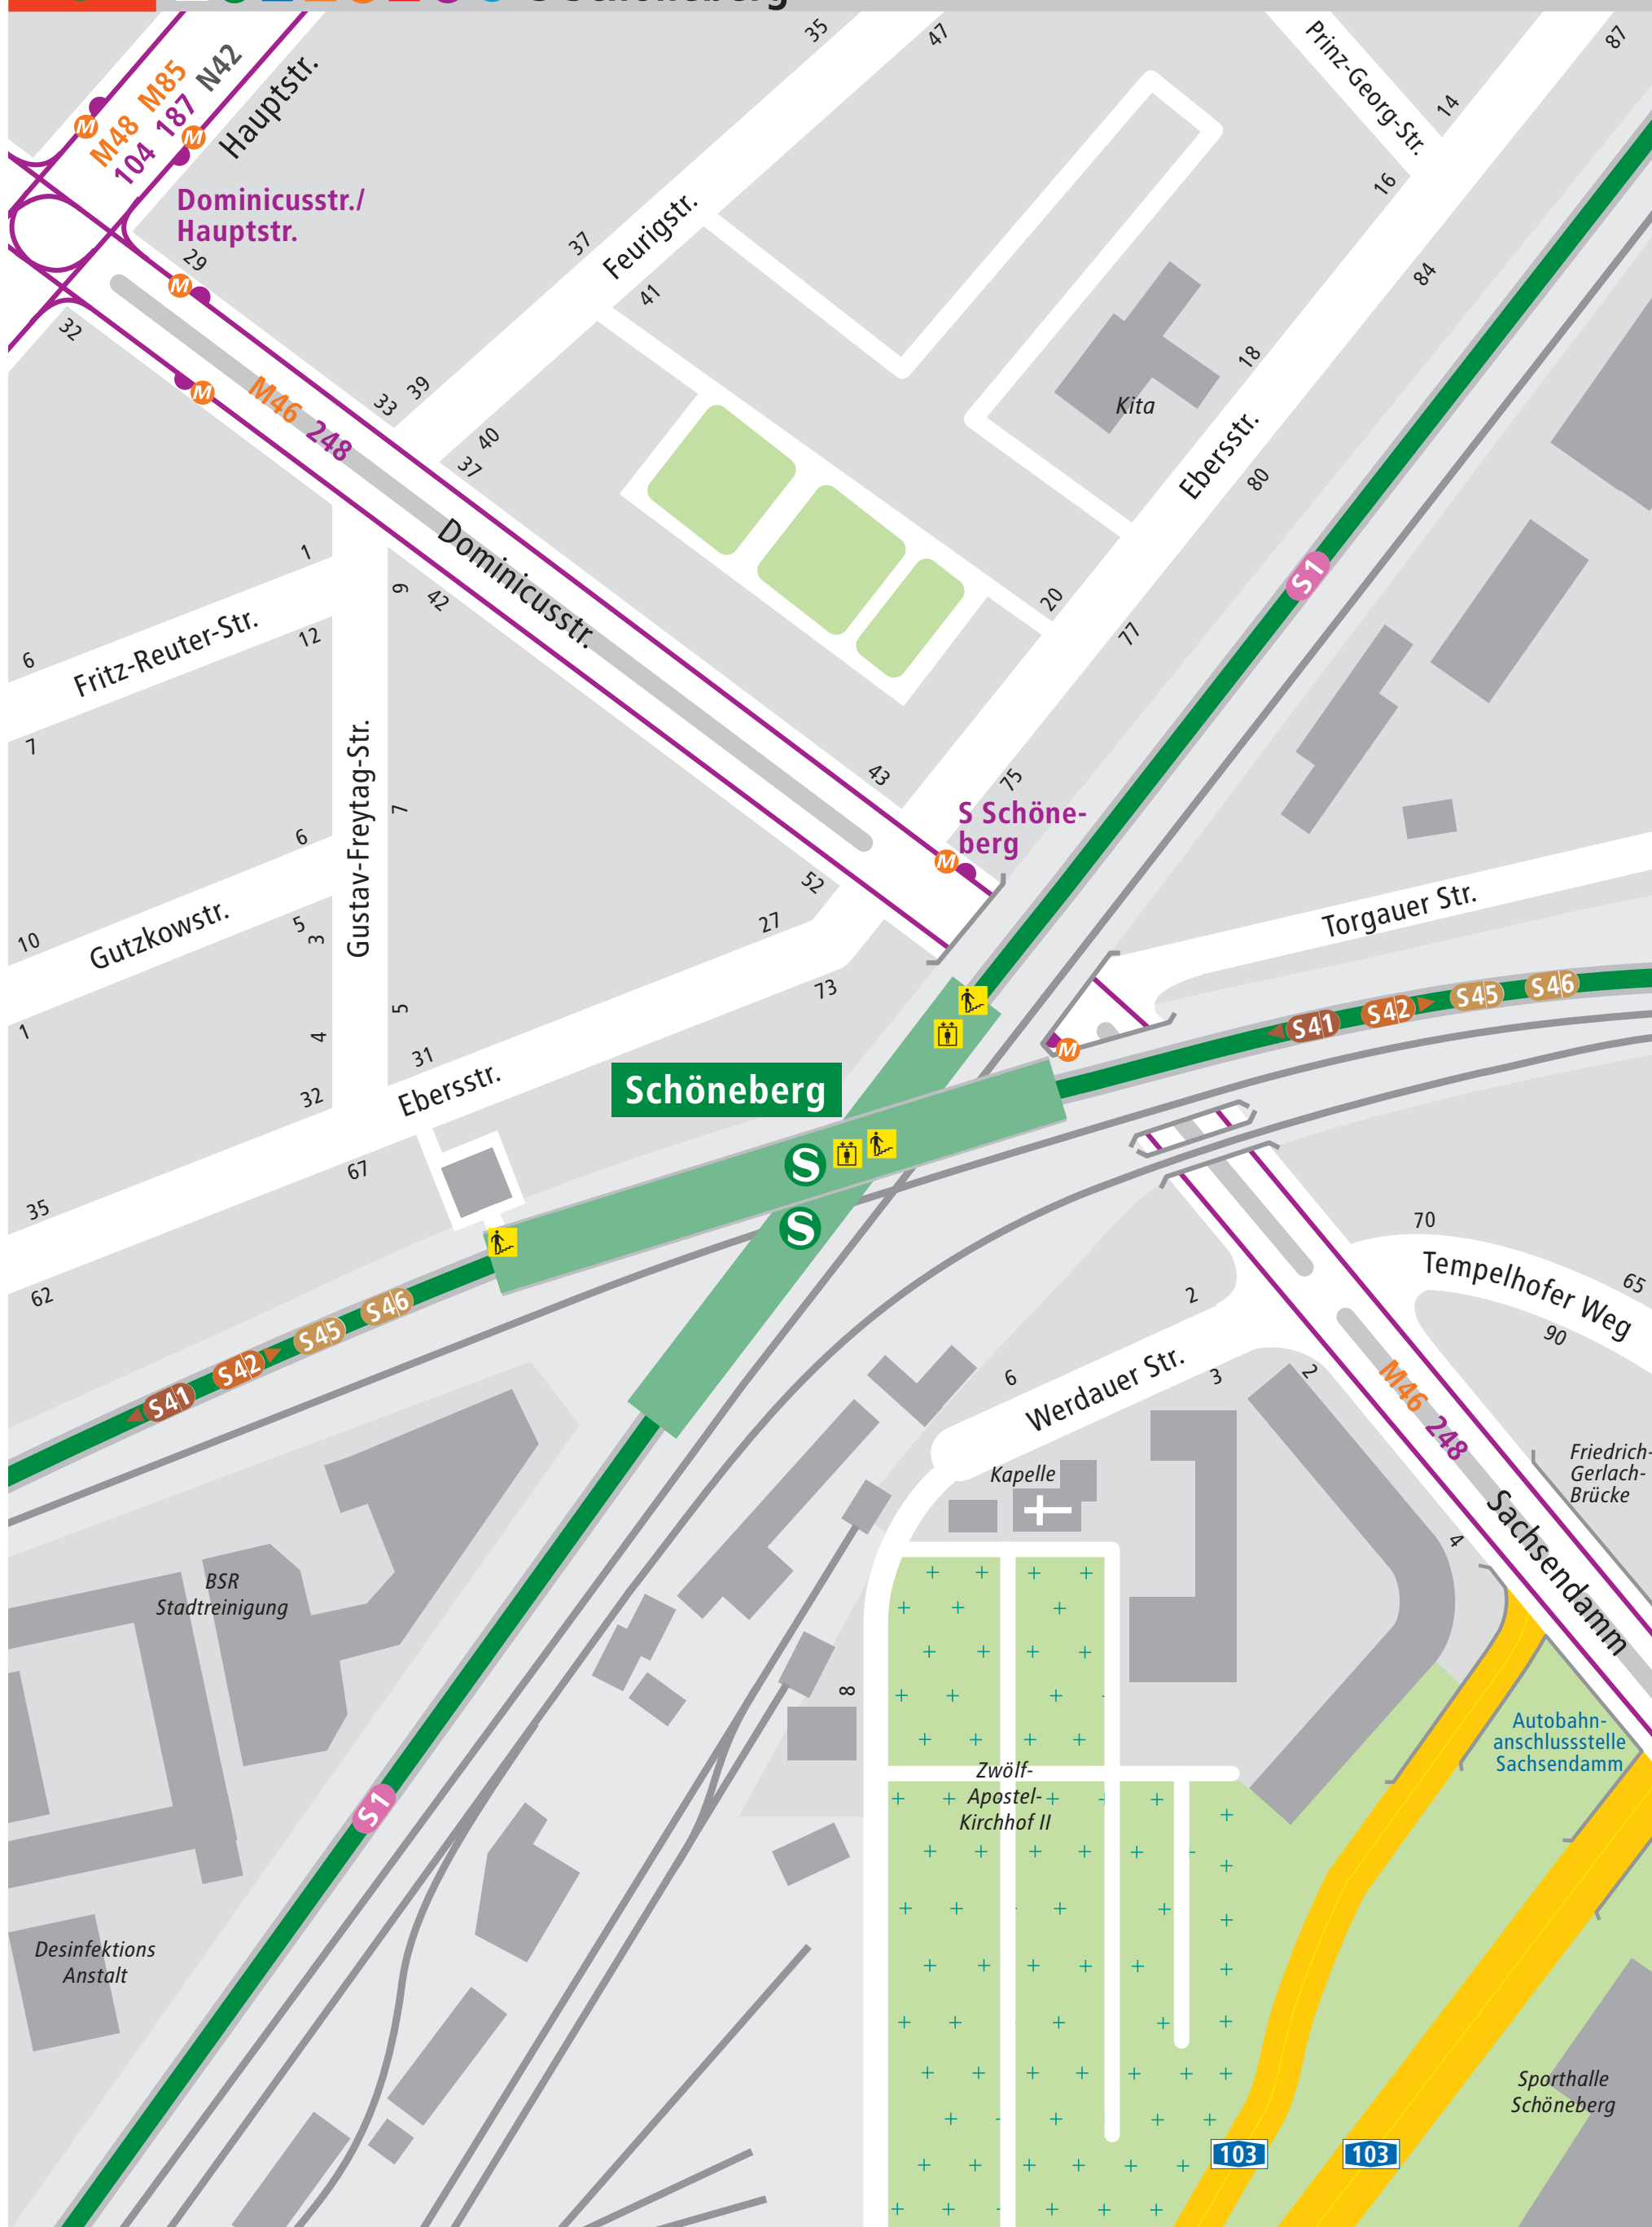 S Schöneberg
M48 M85 N42
104 187
Hauptstr.
Dominicusstr./
Hauptstr.
M
M
M
M
29
32
35
47
37
Feurigstr.
41
33
39
40
37
M46 248
Dominicusstr.
Prinz-Georg-Str.
87
14
16
84
18
Kita
Ebersstr.
80
20
77
S1
1
9
42
Fritz-Reuter-Str.
6
12
7
Gustav-Freytag-Str.
7
6
Gutzkowstr.
10
5
3
1
4
5
32
31
43
75
S Schöne-
berg
M
52
27
73
Torgauer Str.
S41 S42 S45 S46
M
Ebersstr.
Schöneberg
S
S
35
67
62
S41 S42 S45 S46
70
Tempelhofer Weg
65
90
2
6
Werdauer Str.
3
2
M46 248
Friedrich-
Gerlach-
Brücke
Sachsendamm
4
Kapelle
BSR
Stadtreinigung
8
S1
Autobahn-
anschlussstelle
Sachsendamm
Zwölf-
Apostel-
Kirchhof II
Desinfektions
Anstalt
Sporthalle
Schöneberg
103
103